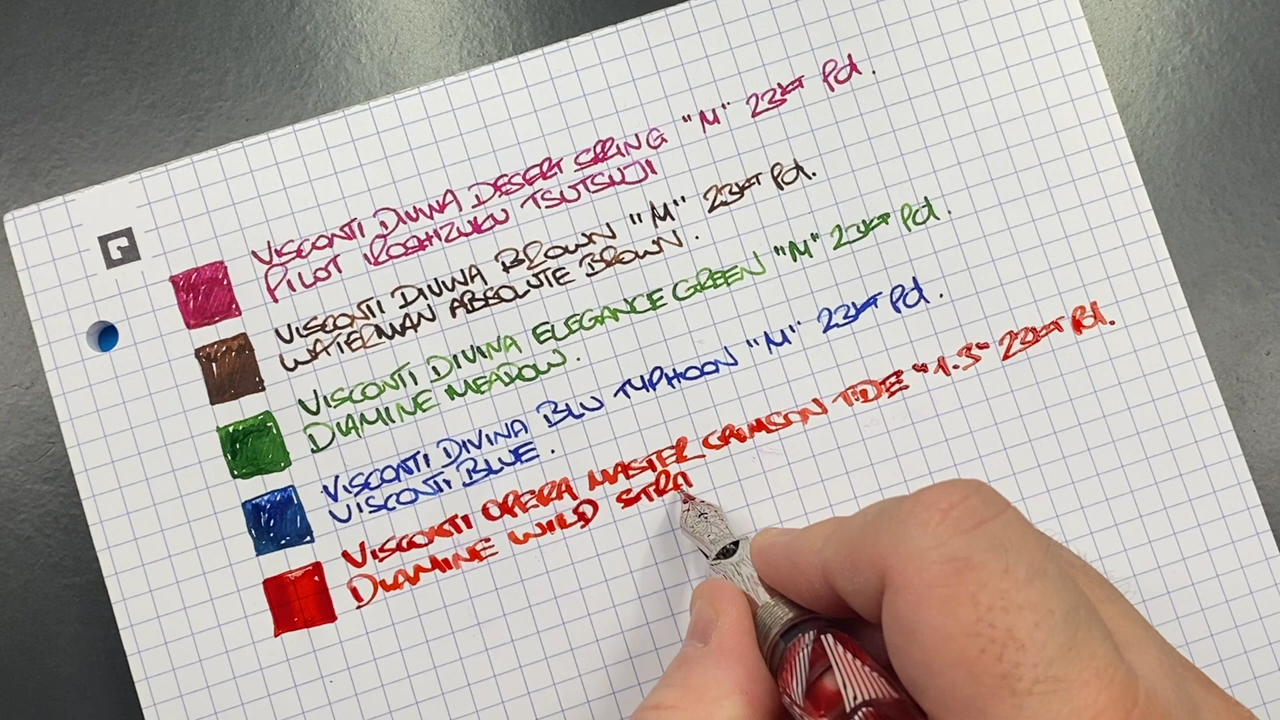 VISCONTI DIVINA DESERT SPRING "M" 23KT Pd.
PILOT IROSHIZUKU TSUTSUJI
VISCONTI DIVINA BROWN "M" 23KT Pd.
WATERMAN ABSOLUTE BROWN.
VISCONTI DIVINA ELEGANCE GREEN "M" 23KT Pd.
DIAMINE MEADOW.
VISCONTI DIVINA BLU TYPHOON "M" 23KT Pd.
VISCONTI BLUE.
VISCONTI OPERA MASTER CRIMSON TIDE "1.3" 23KT Pd.
DIAMINE WILD STRA